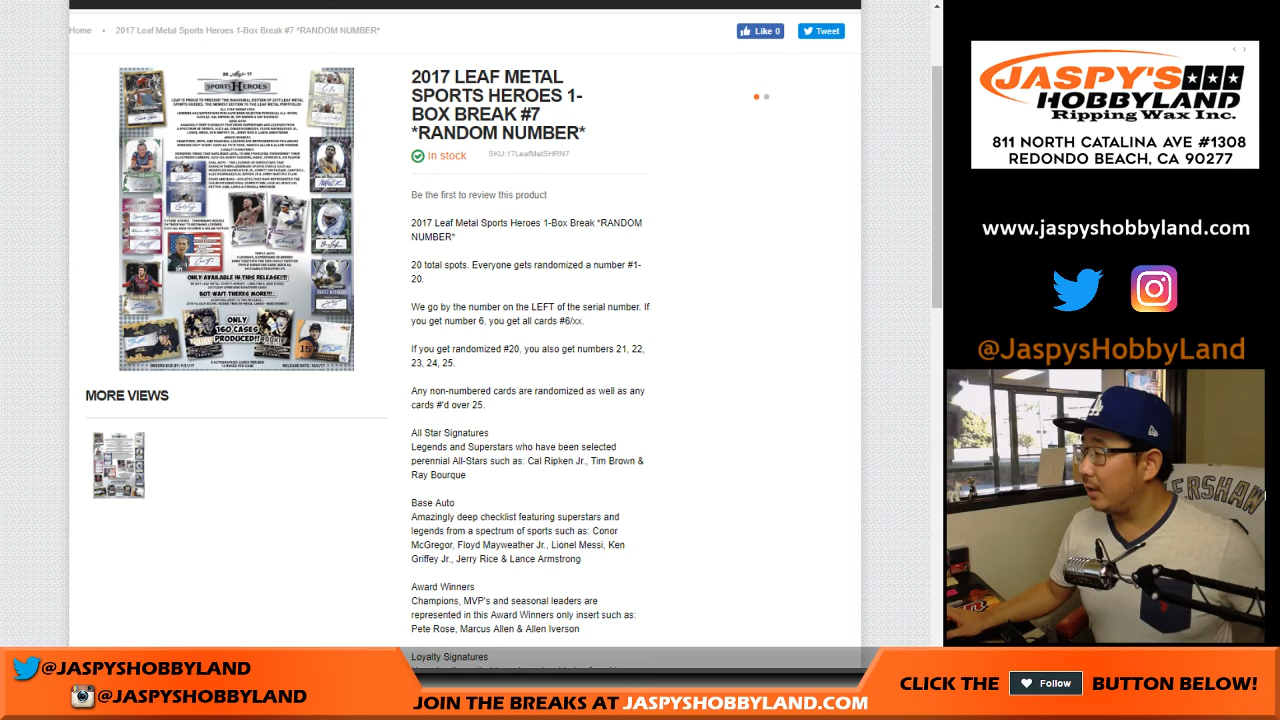 Home • 2017 Leaf Metal Sports Heroes 1-Box Break #7 *RANDOM NUMBER*
Like 0
Tweet
2017 LEAF METAL
SPORTS HEROES 1-
BOX BREAK #7
*RANDOM NUMBER*
In stock
SKU:17LeafMetSHRN7
Be the first to review this product
2017 Leaf Metal Sports Heroes 1-Box Break *RANDOM
NUMBER*
20 total spots. Everyone gets randomized a number #1-
20.
We go by the number on the LEFT of the serial number. If
you get number 6, you get all cards #6/xx.
If you get randomized #20, you also get numbers 21, 22,
23, 24, 25.
Any non-numbered cards are randomized as well as any
cards #'d over 25.
All Star Signatures
Legends and Superstars who have been selected
perennial All-Stars such as: Cal Ripken Jr., Tim Brown &
Ray Bourque
Base Auto
Amazingly deep checklist featuring superstars and
legends from a spectrum of sports such as: Conor
McGregor, Floyd Mayweather Jr., Lionel Messi, Ken
Griffey Jr., Jerry Rice & Lance Armstrong
Award Winners
Champions, MVP's and seasonal leaders are
represented in this Award Winners only insert such as:
Pete Rose, Marcus Allen & Allen Iverson
Loyalty Signatures
SPORTS HEROES
ONLY AVAILABLE IN THIS RELEASE!!!
BUT WAIT THERES MORE!!!
ONLY
160 CASES
PRODUCED!!
MORE VIEWS
JASPY'S
HOBBYLAND
Ripping Wax Inc.
811 NORTH CATALINA AVE #1308
REDONDO BEACH, CA 90277
www.jaspyshobbyland.com
@JaspysHobbyLand
ERSHAW
@JASPYSHOBBYLAND
@JASPYSHOBBYLAND
JOIN THE BREAKS AT JASPYSHOBBYLAND.COM
CLICK THE Follow BUTTON BELOW!